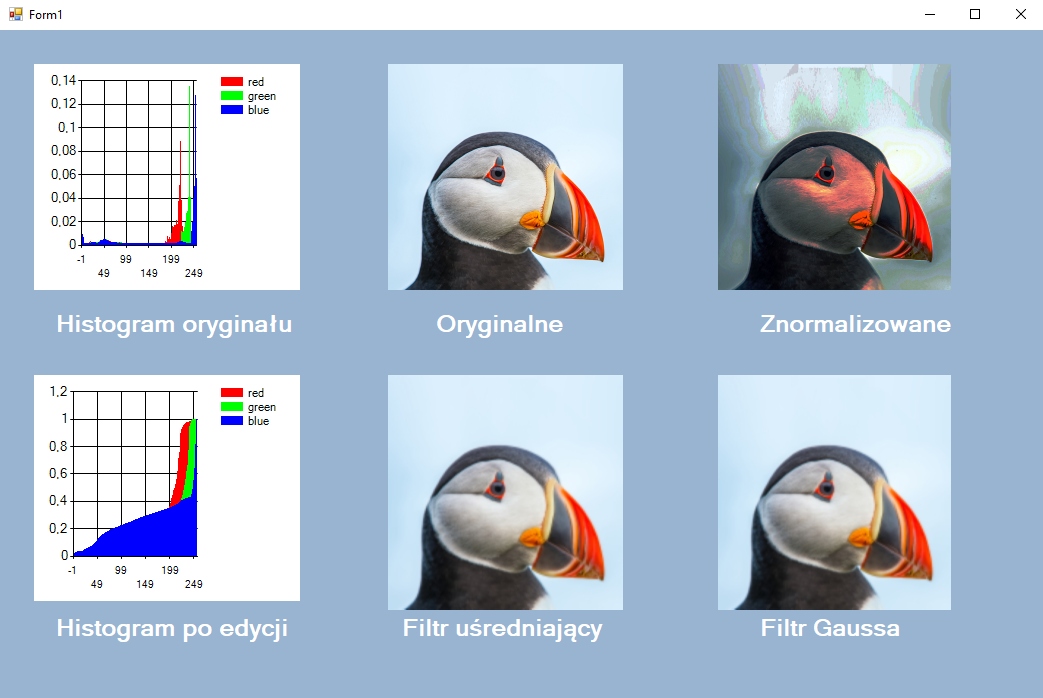 Form1
0,14
0,12
0,1
0,08
0,06
0,04
0,02
0
-1 99 199
49 149 249
red
green
blue
Histogram oryginału
Oryginalne
Znormalizowane
1,2
1
0,8
0,6
0,4
0,2
0
-1 99 199
49 149 249
red
green
blue
Histogram po edycji
Filtr uśredniający
Filtr Gaussa